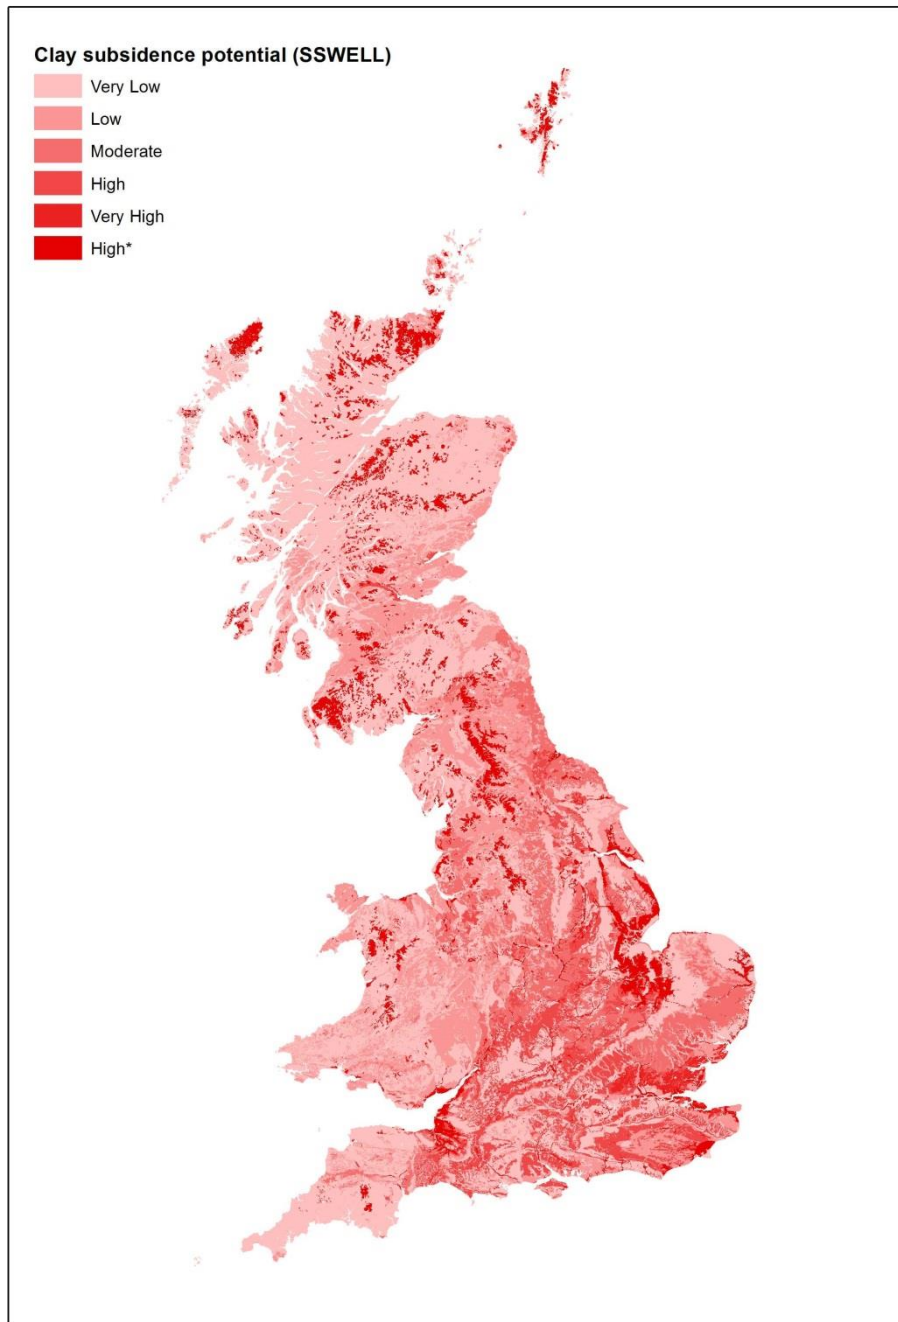 Clay subsidence potential (SSWELL)
Very Low
Low
Moderate
High
Very High
High*